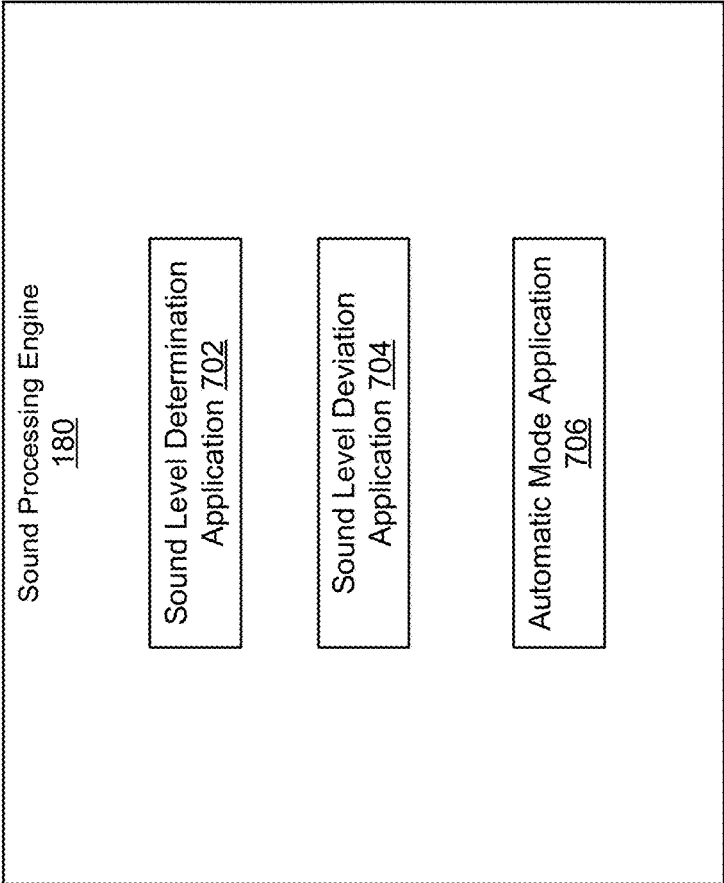 Sound Processing Engine
180
Sound Level Determination
Application 702
Sound Level Deviation
Application 704
Automatic Mode Application
706